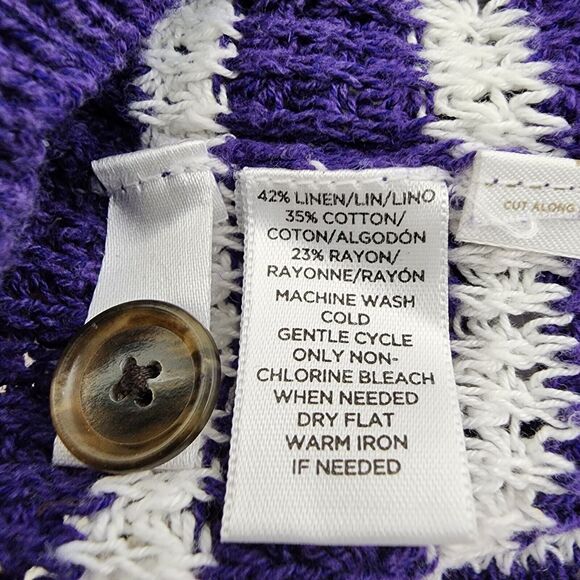 42% LINEN/LIN/LINO
35% COTTON/
COTON/ALGODÓN
23% RAYON/
RAYONNE/RAYÓN
MACHINE WASH
COLD
GENTLE CYCLE
ONLY NON-
CHLORINE BLEACH
WHEN NEEDED
DRY FLAT
WARM IRON
IF NEEDED
CUT ALONG